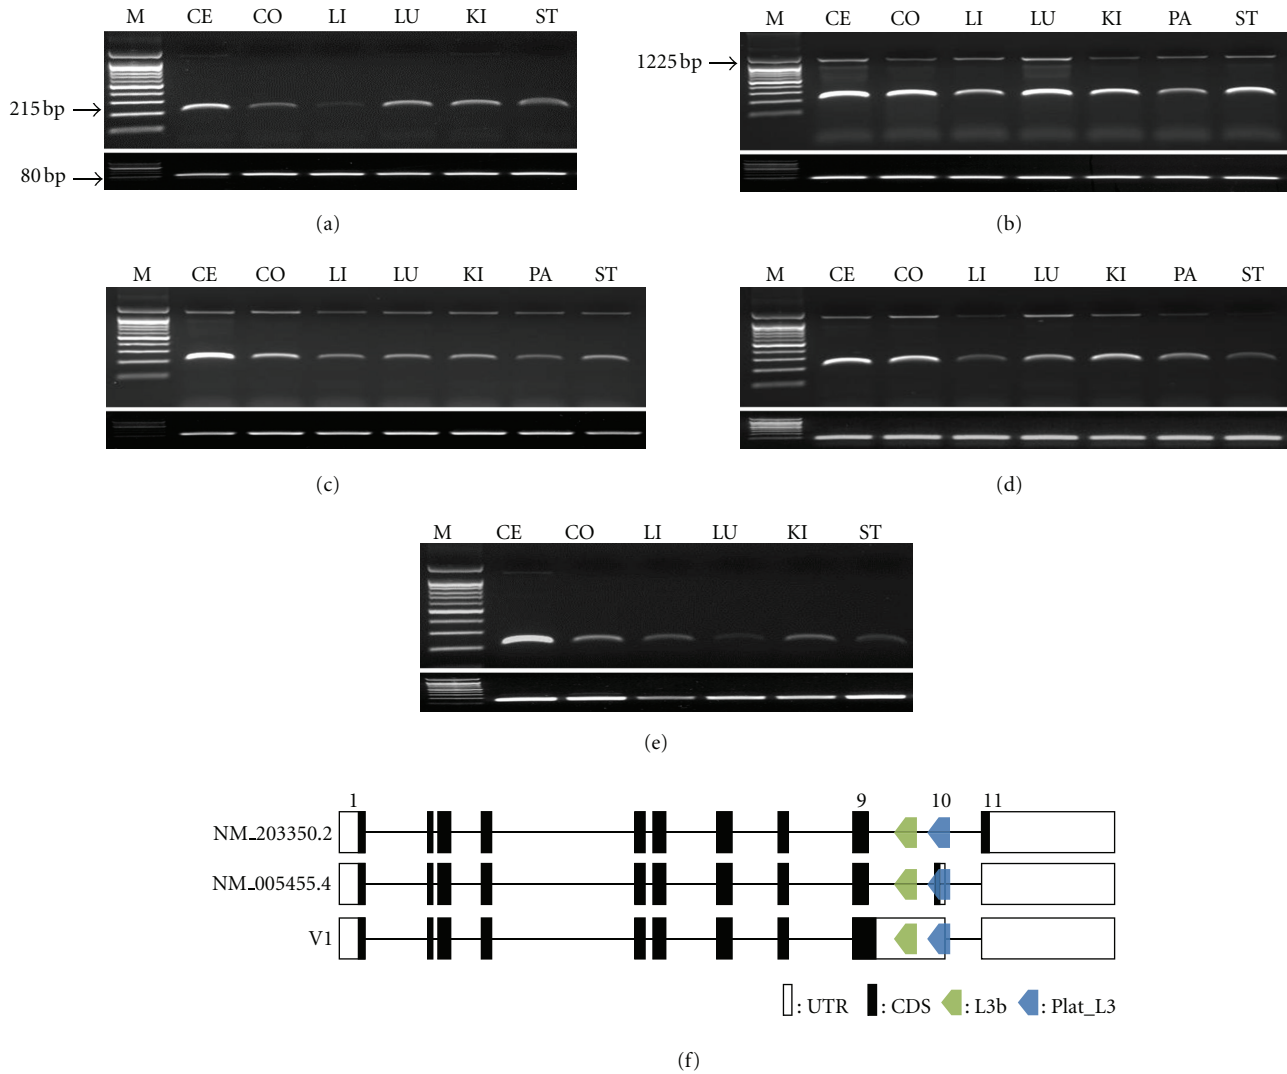 M CE CO LI LU KI ST
215 bp
80 bp
(a)
M CE CO LI LU KI PA ST
1225 bp
(b)
M CE CO LI LU KI PA ST
(c)
M CE CO LI LU KI PA ST
(d)
M CE CO LI LU KI ST
(e)
1 9 10 11
NM_203350.2
NM_005455.4
V1
: UTR : CDS : L3b : Plat_L3
(f)